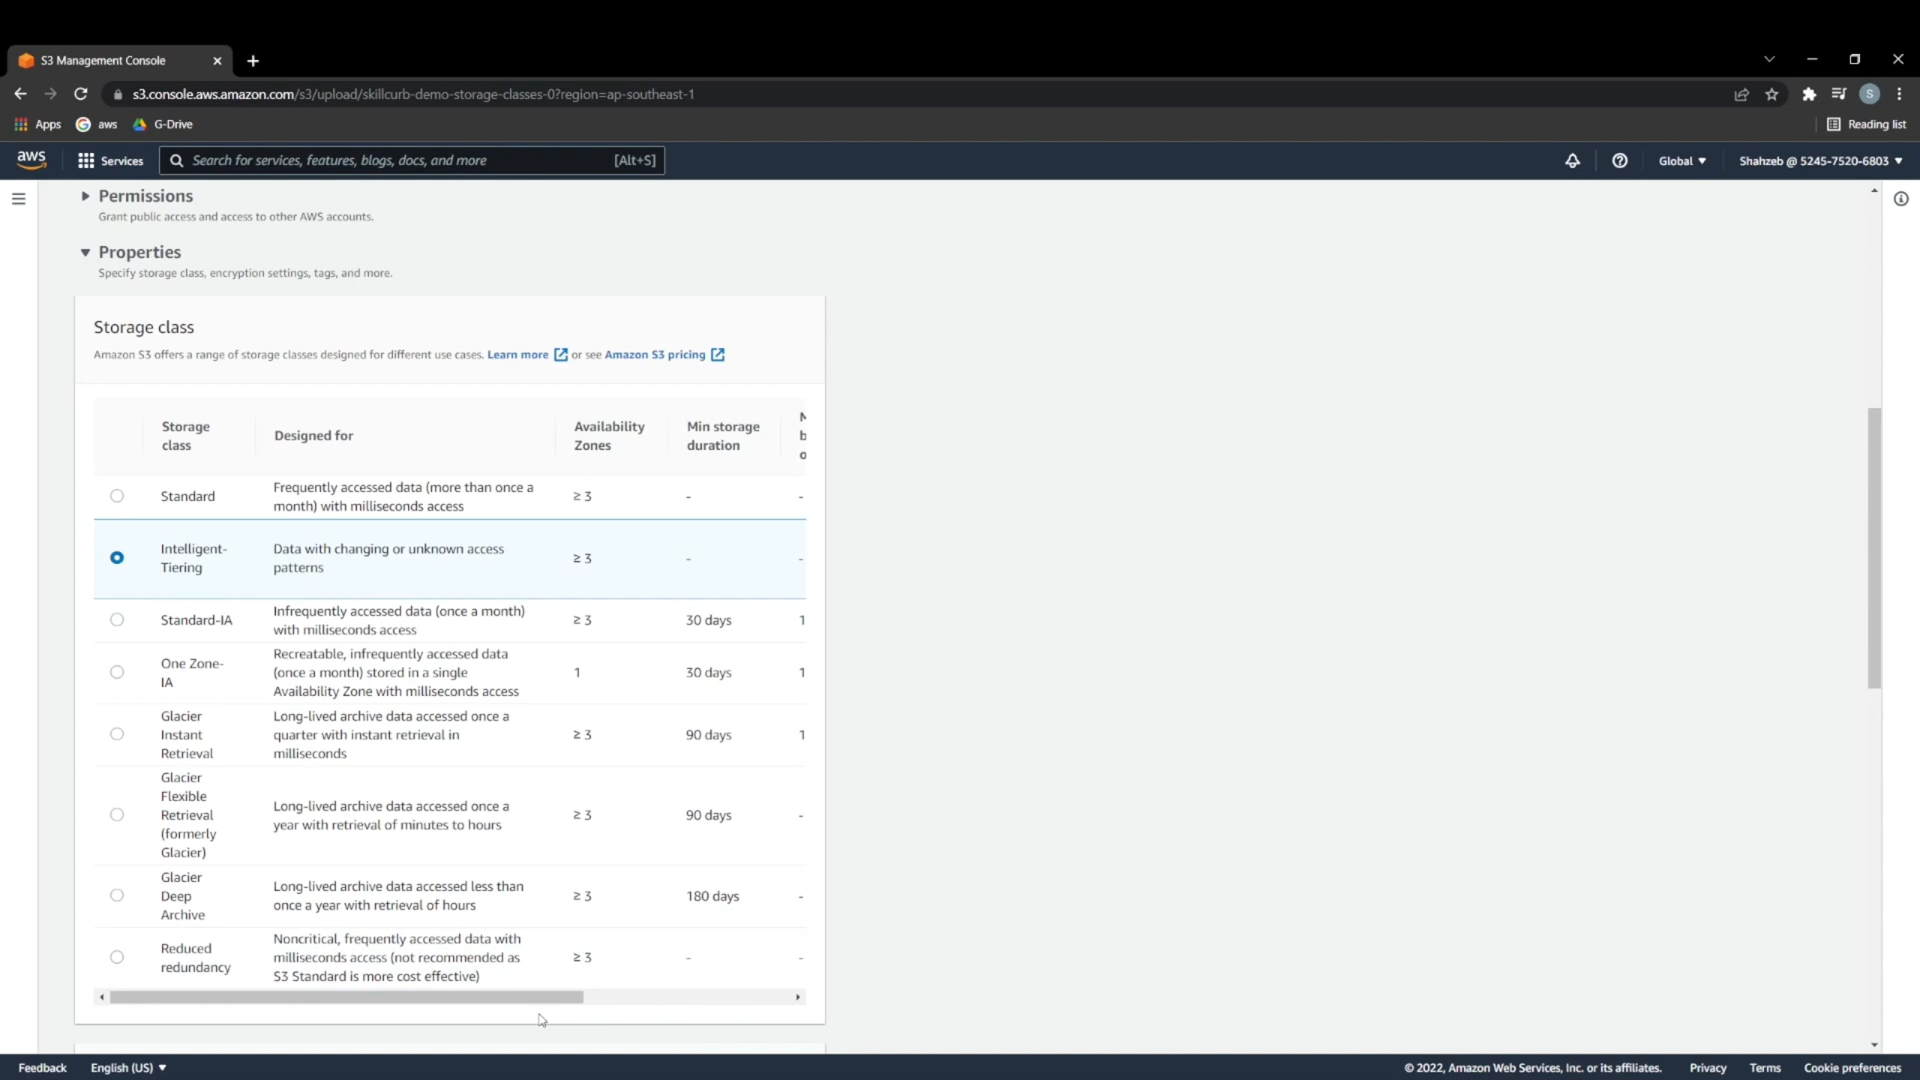 S3 Management Console
s3.console.aws.amazon.com/s3/upload/skillcurb-demo-storage-classes-0?region=ap-southeast-1
S
Apps aws G-Drive Reading list
aws Services Search for services, features, blogs, docs, and more [Alt+S] Global Shahzeb @ 5245-7520-6803
Permissions
Grant public access and access to other AWS accounts.
Properties
Specify storage class, encryption settings, tags, and more.
Storage class
Amazon S3 offers a range of storage classes designed for different use cases. Learn more or see Amazon S3 pricing
Storage
class
Designed for
Availability
Zones
Min storage
duration
Standard
Frequently accessed data (more than once a
month) with milliseconds access
≥ 3
-
-
Intelligent-
Tiering
Data with changing or unknown access
patterns
≥ 3
-
-
Standard-IA
Infrequently accessed data (once a month)
with milliseconds access
≥ 3
30 days
1
One Zone-
IA
Recreatable, infrequently accessed data
(once a month) stored in a single
Availability Zone with milliseconds access
1
30 days
1
Glacier
Instant
Retrieval
Long-lived archive data accessed once a
quarter with instant retrieval in
milliseconds
≥ 3
90 days
1
Glacier
Flexible
Retrieval
(formerly
Glacier)
Long-lived archive data accessed once a
year with retrieval of minutes to hours
≥ 3
90 days
-
Glacier
Deep
Archive
Long-lived archive data accessed less than
once a year with retrieval of hours
≥ 3
180 days
-
Reduced
redundancy
Noncritical, frequently accessed data with
milliseconds access (not recommended as
S3 Standard is more cost effective)
≥ 3
-
-
Feedback English (US) © 2022, Amazon Web Services, Inc. or its affiliates. Privacy Terms Cookie preferences